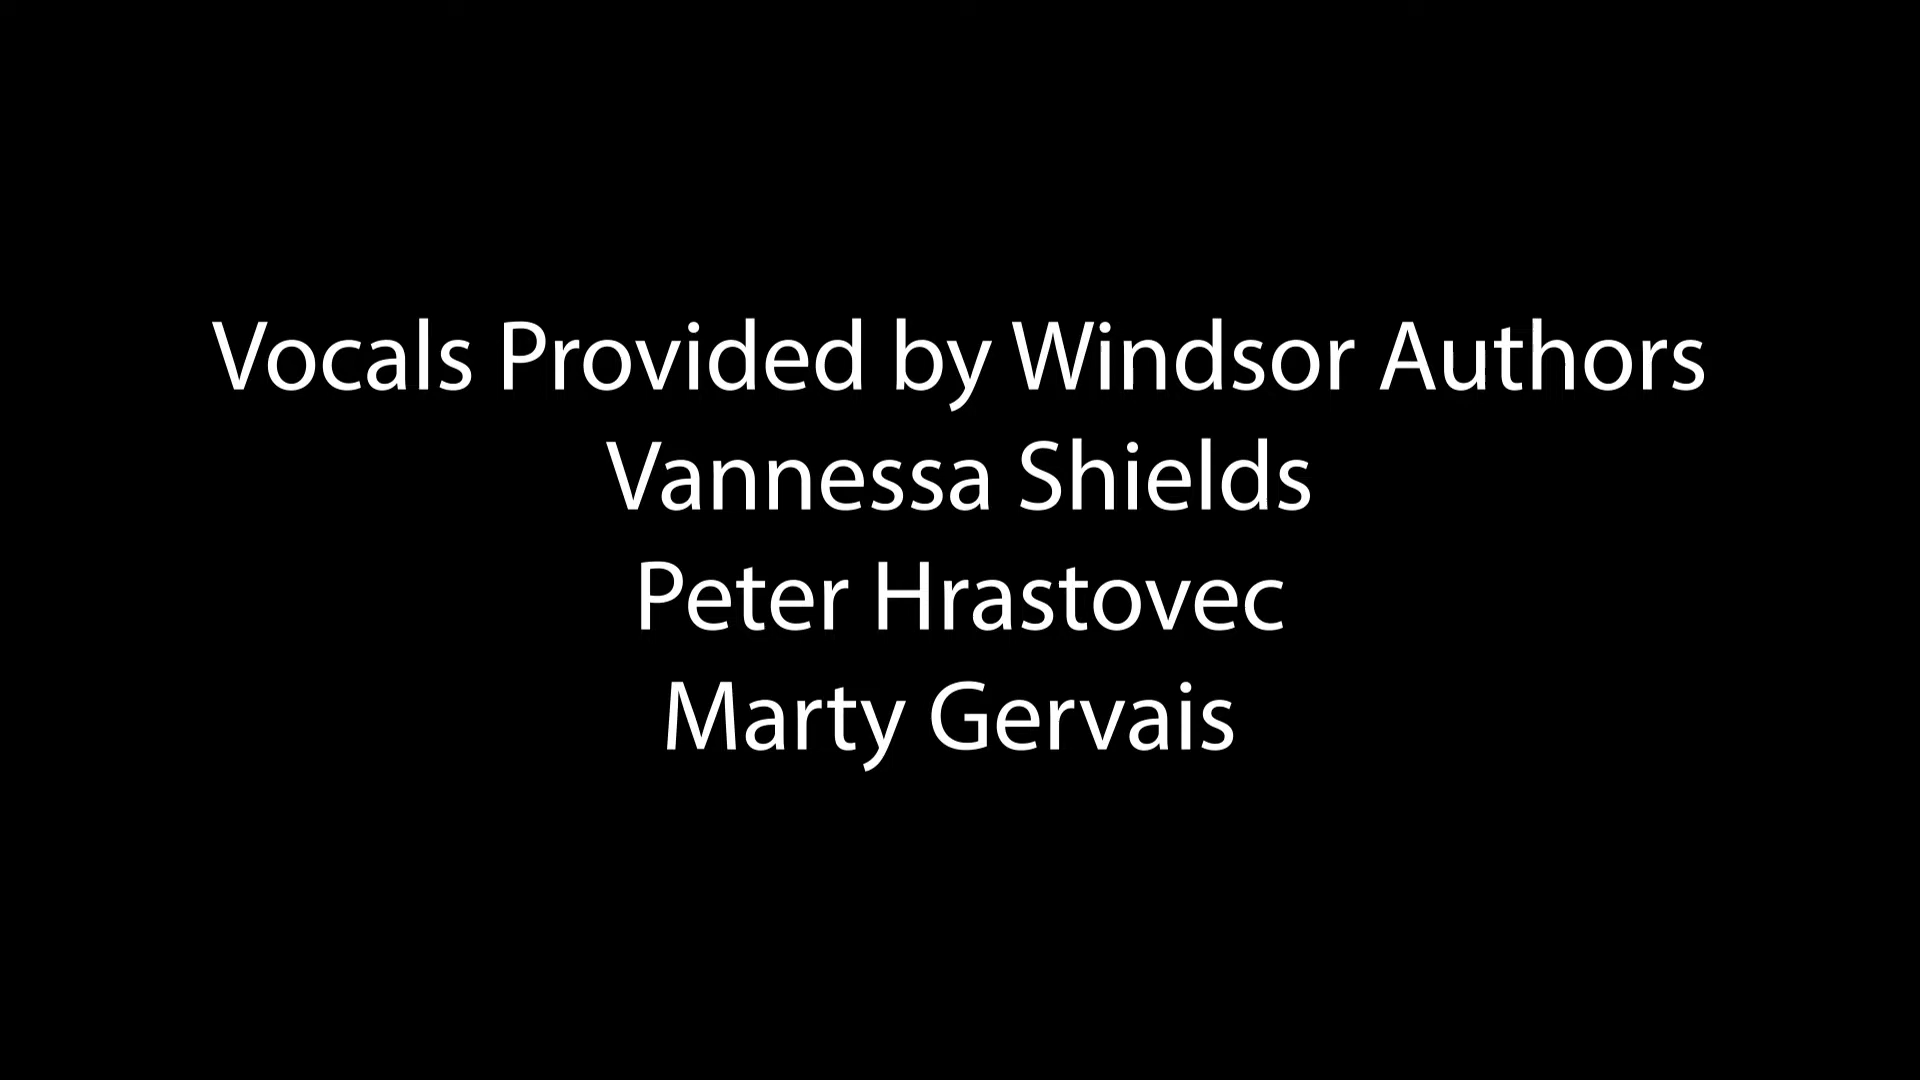 Vocals Provided by Windsor Authors
Vannessa Shields
Peter Hrastovec
Marty Gervais